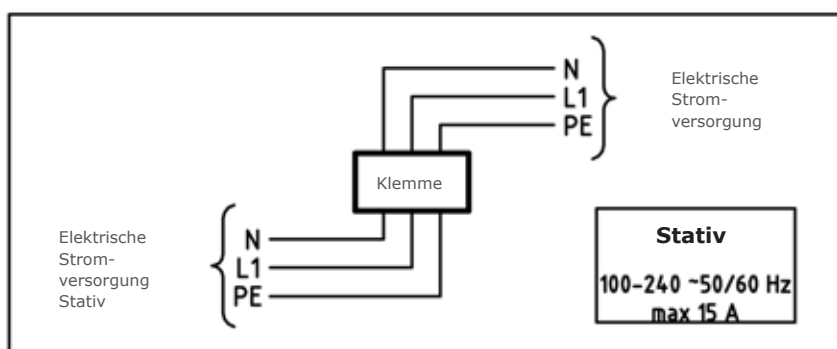 N
L1
PE
Elektrische
Strom-
versorgung
Klemme
Elektrische
Strom-
versorgung
Stativ
N
L1
PE
Stativ
100-240 ~50/60 Hz
max 15 A